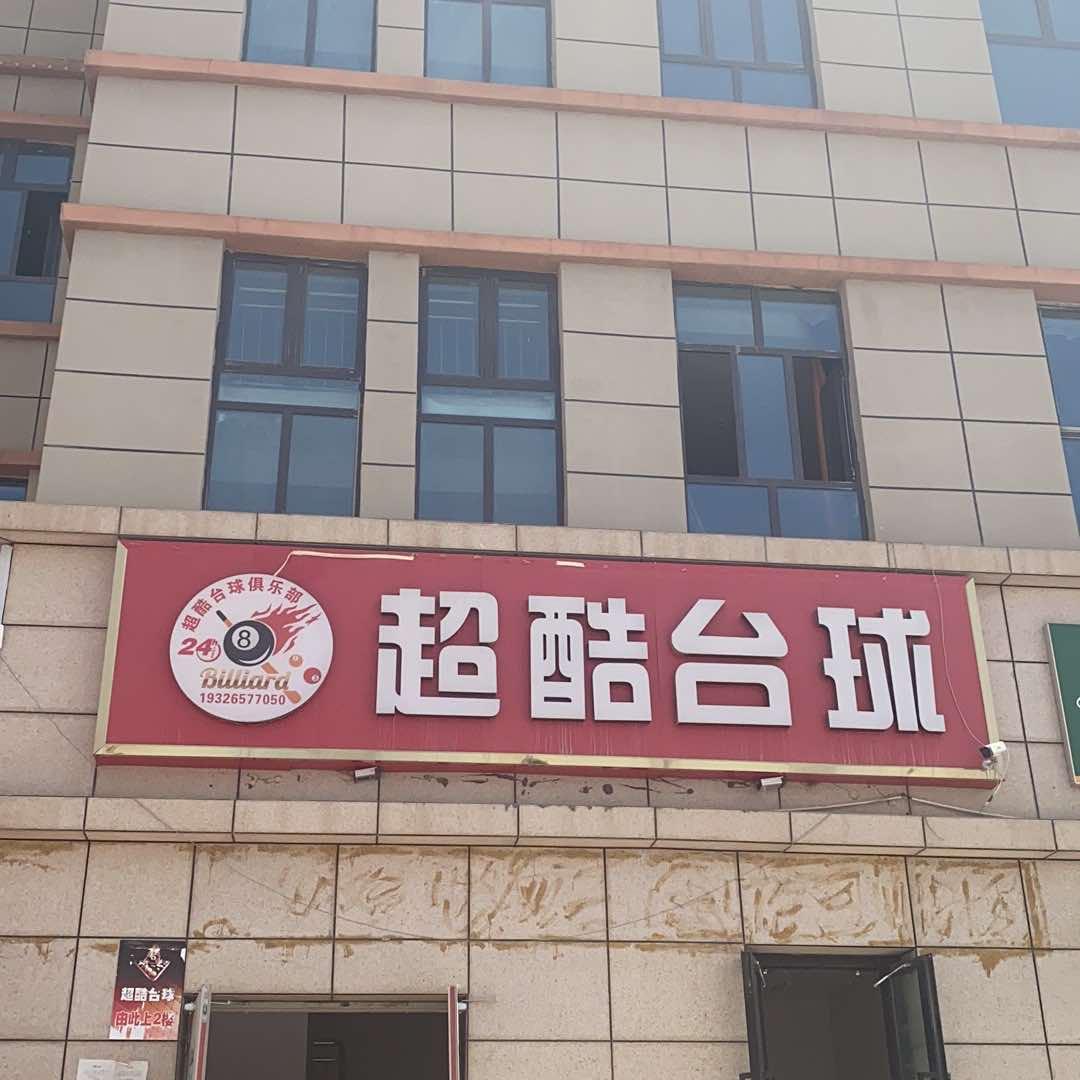 超酷台球俱乐部
24
8
Billiard
19326577050
超酷台球
超酷台球
由此上2楼